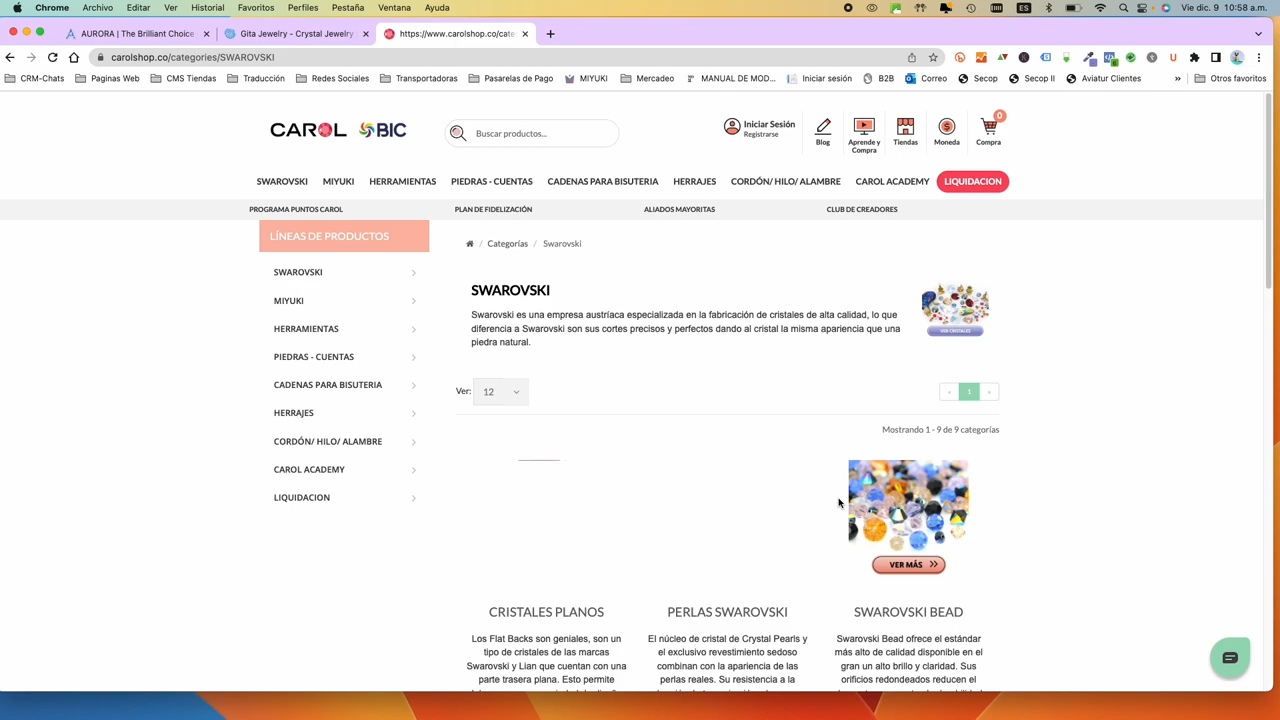 Chrome Archivo Editar Ver Historial Favoritos Perfiles Pestaña Ventana Ayuda
ES Vie dic. 9 10:58 a.m.
AURORA | The Brilliant Choice
Gita Jewelry - Crystal Jewelry
https://www.carolshop.co/cate
carolshop.co/categories/SWAROVSKI
CRM-Chats Paginas Web CMS Tiendas Traducción Redes Sociales Transportadoras Pasarelas de Pago MIYUKI Mercadeo MANUAL DE MOD... Iniciar sesión B2B Correo Secop Secop II Aviatur Clientes » Otros favoritos
CAROL BIC
Buscar productos...
Iniciar Sesión
Registrarse
Blog
Aprende y
Compra
Tiendas
Moneda
0
Compra
SWAROVSKI MIYUKI HERRAMIENTAS PIEDRAS - CUENTAS CADENAS PARA BISUTERIA HERRAJES CORDÓN/ HILO/ ALAMBRE CAROL ACADEMY LIQUIDACION
PROGRAMA PUNTOS CAROL PLAN DE FIDELIZACIÓN ALIADOS MAYORITAS CLUB DE CREADORES
LÍNEAS DE PRODUCTOS
SWAROVSKI
MIYUKI
HERRAMIENTAS
PIEDRAS - CUENTAS
CADENAS PARA BISUTERIA
HERRAJES
CORDÓN/ HILO/ ALAMBRE
CAROL ACADEMY
LIQUIDACION
/ Categorías / Swarovski
SWAROVSKI
Swarovski es una empresa austríaca especializada en la fabricación de cristales de alta calidad, lo que
diferencia a Swarovski son sus cortes precisos y perfectos dando al cristal la misma apariencia que una
piedra natural.
VER CRISTALES
Ver: 12
« 1 »
Mostrando 1 - 9 de 9 categorías
VER MÁS
CRISTALES PLANOS
Los Flat Backs son geniales, son un
tipo de cristales de las marcas
Swarovski y Lian que cuentan con una
parte trasera plana. Esto permite
PERLAS SWAROVSKI
El núcleo de cristal de Crystal Pearls y
el exclusivo revestimiento sedoso
combinan con la apariencia de las
perlas reales. Su resistencia a la
SWAROVSKI BEAD
Swarovski Bead ofrece el estándar
más alto de calidad disponible en el
gran un alto brillo y claridad. Sus
orificios redondeados reducen el